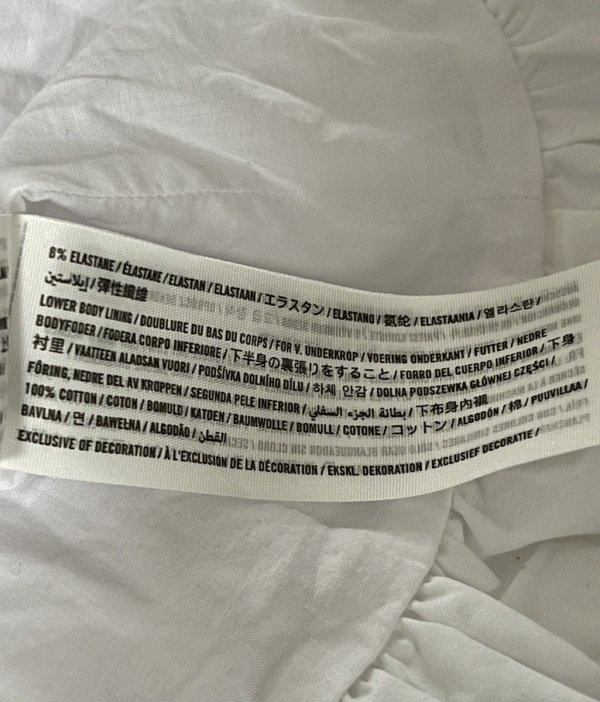 8% ELASTANE / ÉLASTANE / ELASTAN / ELASTAAN / エラスタン / ELASTANO / 氨纶 / ELASTAANIA / 엘라스탄 /
إيلاستين / 彈性纖維
LOWER BODY LINING / DOUBLURE DU BAS DU CORPS / FOR V. UNDERKROP / VOERING ONDERKANT / FUTTER / NEDRE
BODYFODER / FODERA CORPO INFERIORE / 下半身の裏張りをすること / FORRO DEL CUERPO INFERIOR / 下身
衬里 / VAATTEEN ALAOSAN VUORI / PODŠÍVKA DOLNÍHO DÍLU / 하체 안감 / DOLNA PODSZEWKA GŁÓWNEJ CZĘŚCI /
FÔRING, NEDRE DEL AV KROPPEN / SEGUNDA PELE INFERIOR / بطانة الجزء السفلي / 下布身內襯
100% COTTON / COTON / BOMULD / KATOEN / BAUMWOLLE / BOMULL / COTONE / コットン / ALGODÓN / 棉 / PUUVILLAA /
BAVLNA / 면 / BAWEŁNA / ALGODÃO / القطن /
EXCLUSIVE OF DECORATION / À L'EXCLUSION DE LA DÉCORATION / EKSKL. DEKORATION / EXCLUSIEF DECORATIE /